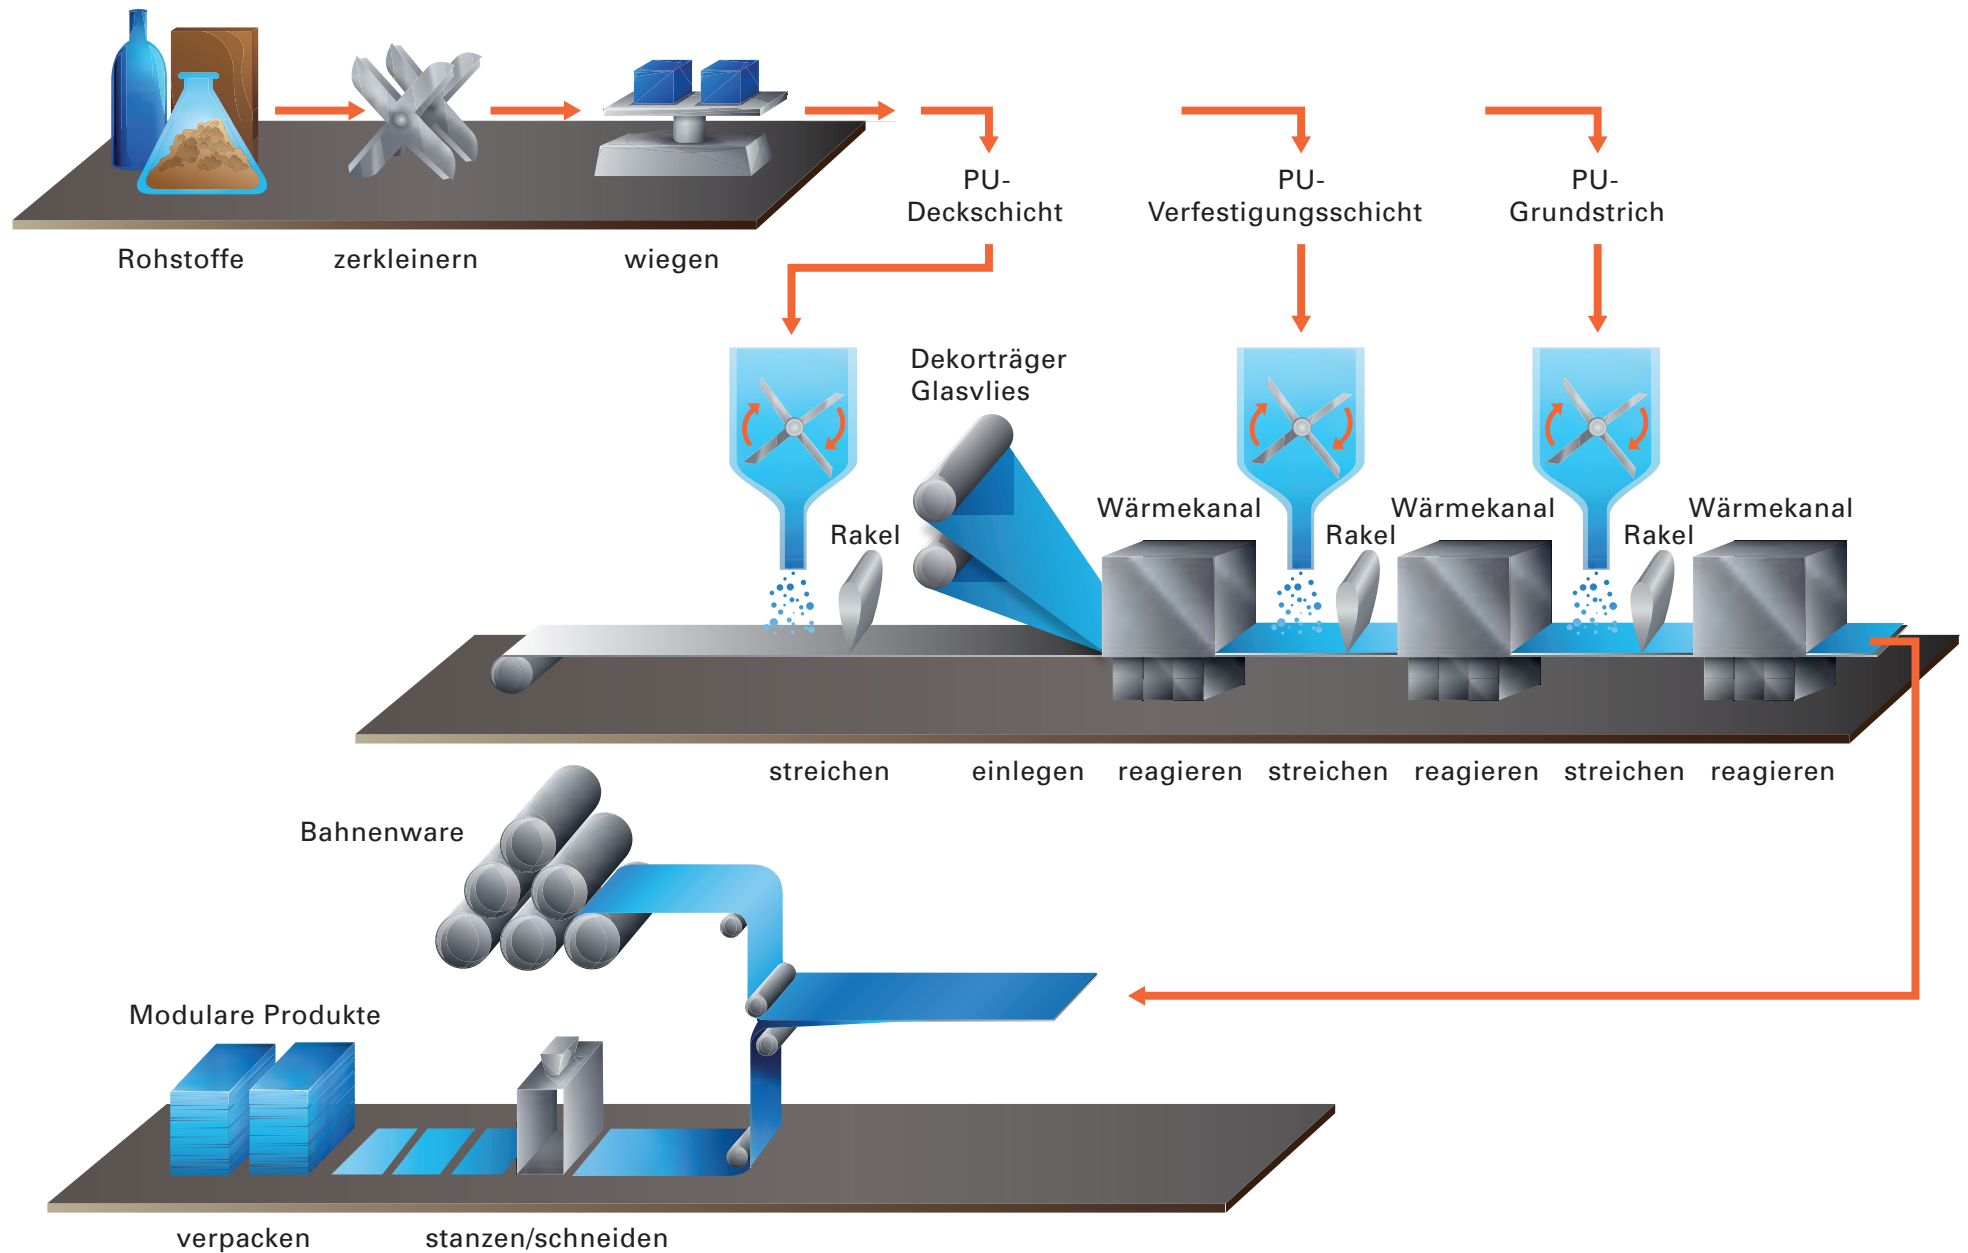 Rohstoffe
zerkleinern
wiegen
PU-
Deckschicht
PU-
Verfestigungsschicht
PU-
Grundstrich
Dekorträger
Glasvlies
Rakel
Wärmekanal
Rakel
Wärmekanal
Rakel
Wärmekanal
streichen
einlegen
reagieren
streichen
reagieren
streichen
reagieren
Bahnenware
Modulare Produkte
verpacken
stanzen/schneiden